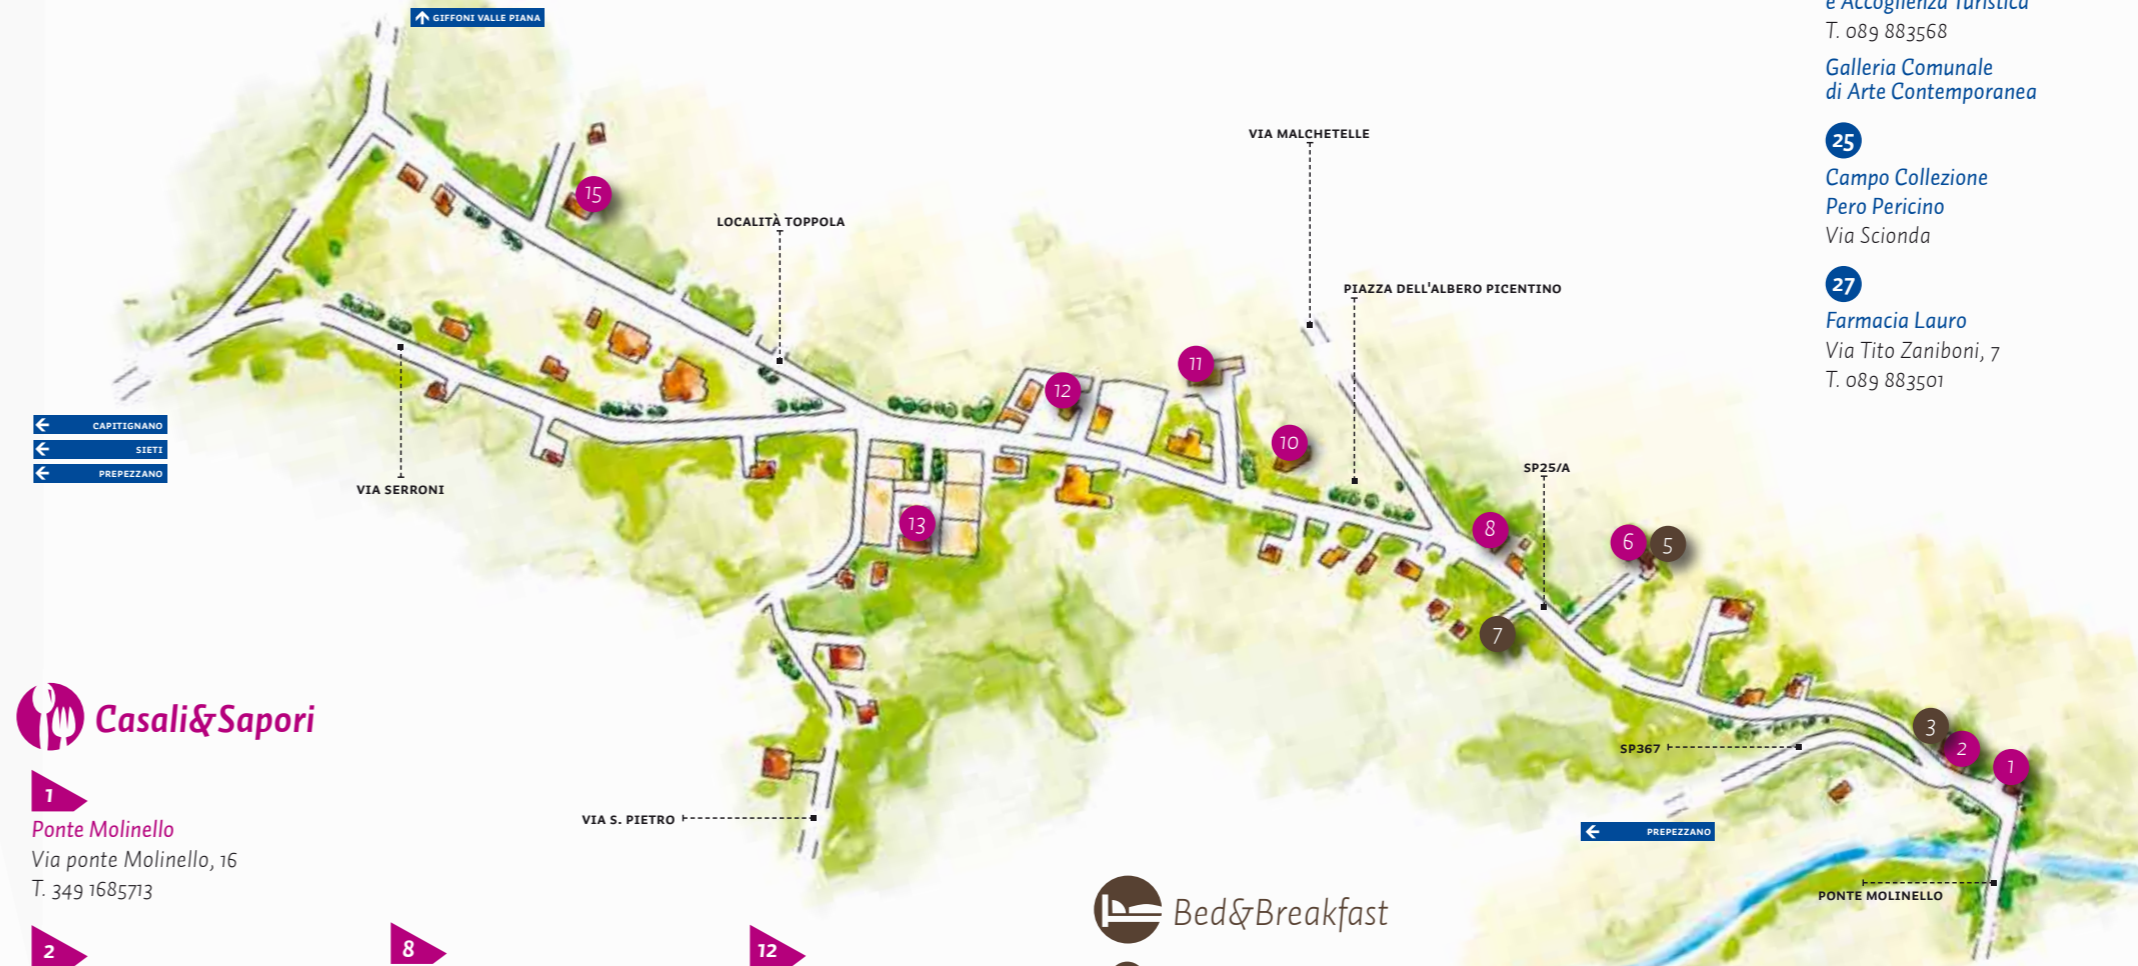 GIFFONI VALLE PIANA
e Accoglienza Turistica
T. 089 883568
Galleria Comunale
di Arte Contemporanea
25
Campo Collezione
Pero Pericino
Via Scionda
27
Farmacia Lauro
Via Tito Zaniboni, 7
T. 089 883501
VIA MALCHETELLE
15
LOCALITÀ TOPPOLA
PIAZZA DELL'ALBERO PICENTINO
11
12
10
CAPITIGNANO
SIETI
PREPEZZANO
VIA SERRONI
SP25/A
13
8
6
5
7
3
2
1
SP367
VIA S. PIETRO
PREPEZZANO
PONTE MOLINELLO
Casali&Sapori
1
Ponte Molinello
Via ponte Molinello, 16
T. 349 1685713
2
8
12
Bed&Breakfast